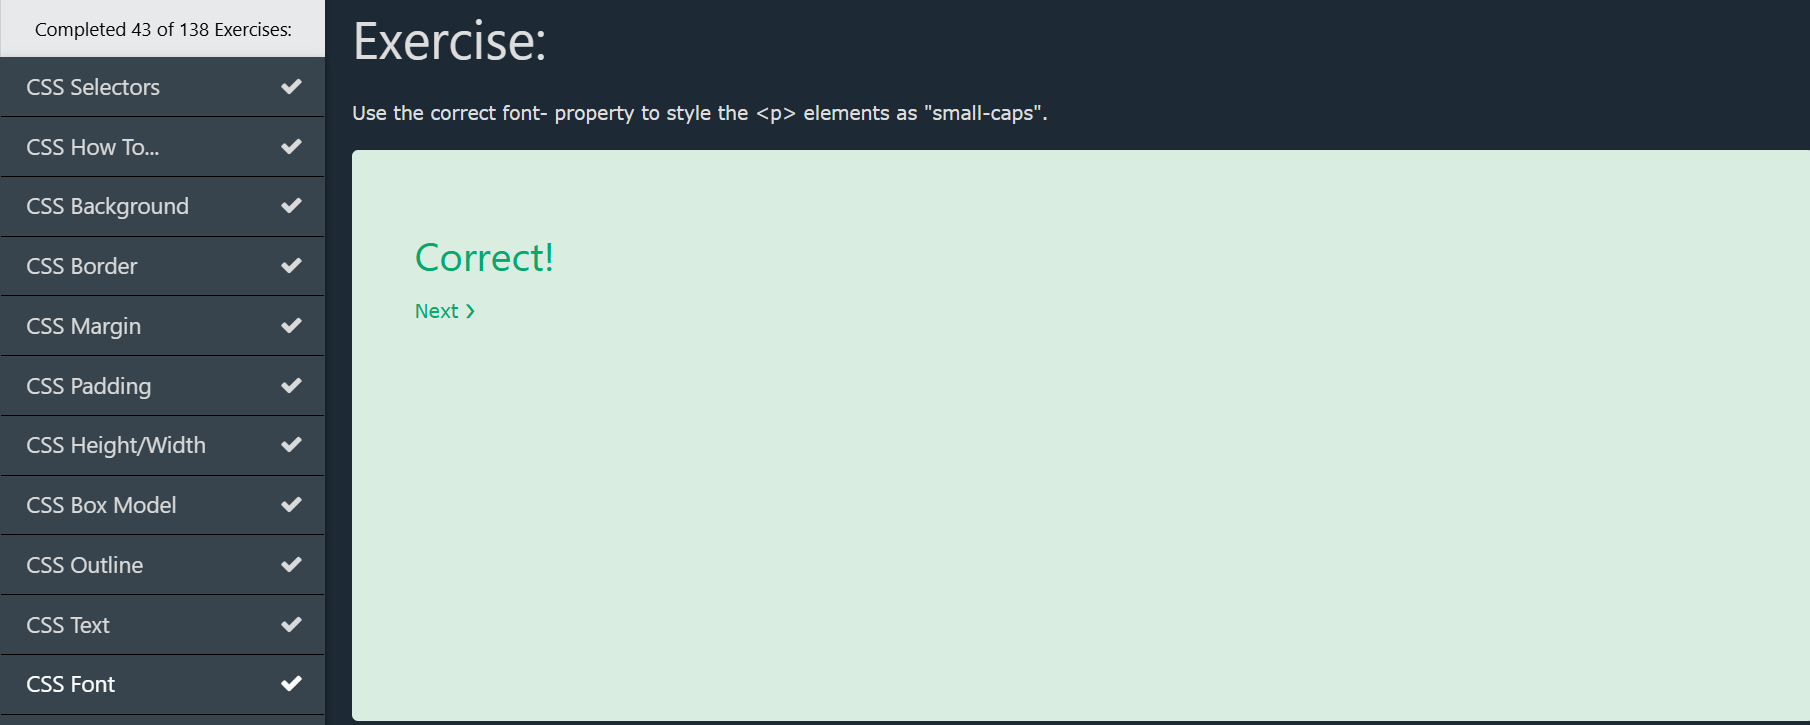 Completed 43 of 138 Exercises:
CSS Selectors
CSS How To...
CSS Background
CSS Border
CSS Margin
CSS Padding
CSS Height/Width
CSS Box Model
CSS Outline
CSS Text
CSS Font
Exercise:
Use the correct font- property to style the <p> elements as "small-caps".
Correct!
Next ❯